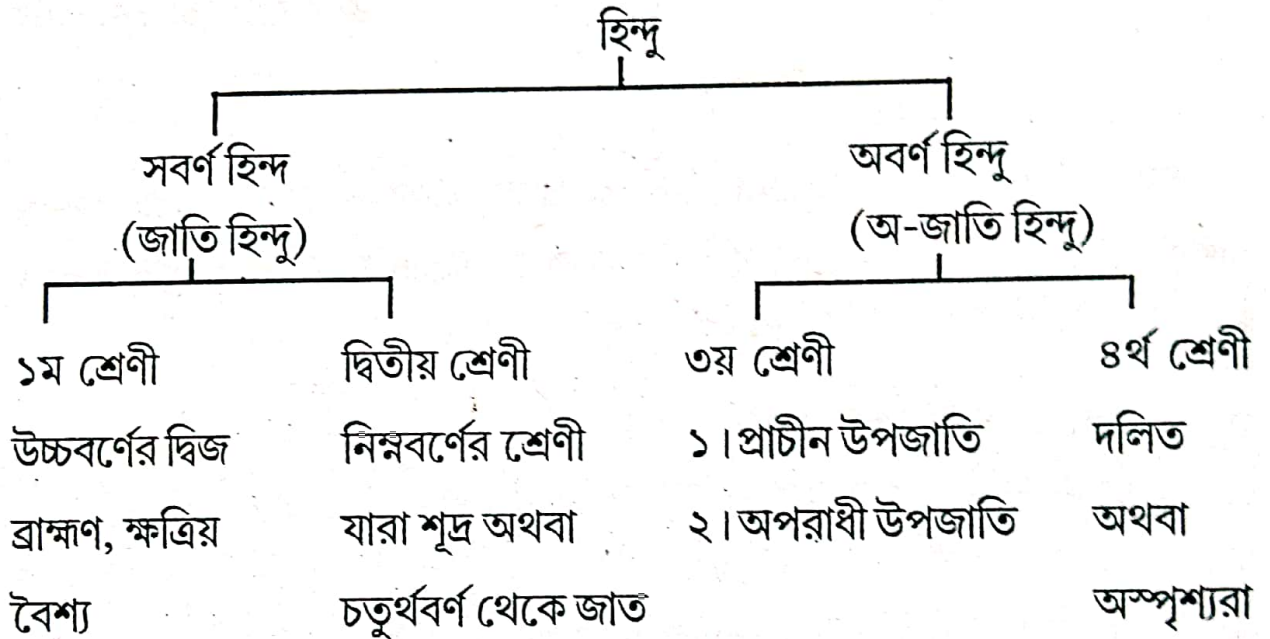 হিন্দু
সবর্ণ হিন্দ
অবর্ণ হিন্দু
(জাতি হিন্দু)
(অ-জাতি হিন্দু)
১ম শ্রেণী
দ্বিতীয় শ্রেণী
৩য় শ্রেণী
৪র্থ শ্রেণী
উচ্চবর্ণের দ্বিজ
নিম্নবর্ণের শ্রেণী
১। প্রাচীন উপজাতি
দলিত
ব্রাহ্মণ, ক্ষত্রিয়
যারা শূদ্র অথবা
২। অপরাধী উপজাতি
অথবা
বৈশ্য
চতুর্থবর্ণ থেকে জাত
অস্পৃশ্যরা